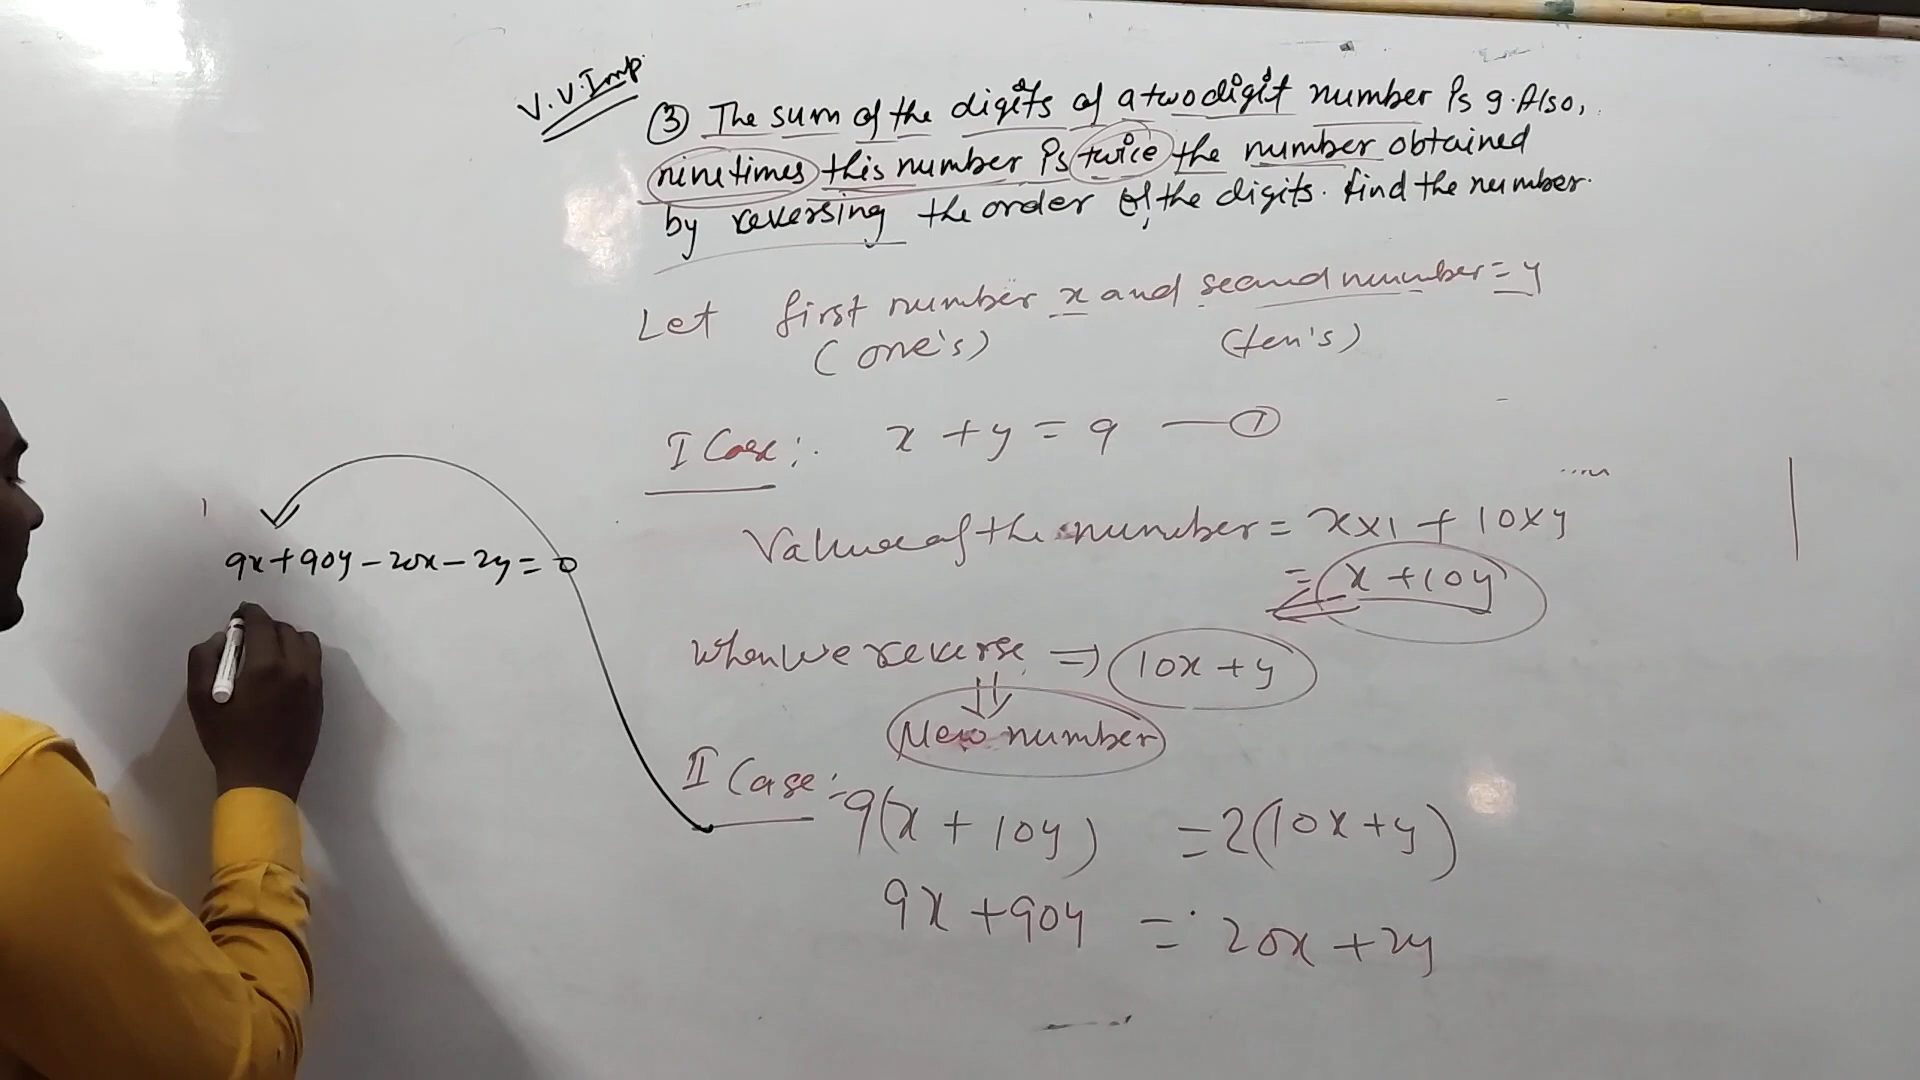 V.V.Imp.
③ The sum of the digits of a two digit number is 9. Also,
nine times this number is twice the number obtained
by reversing the order of the digits. find the number.
Let first number x and second number = y
(one's) (ten's)
I Case:. x + y = 9 — ①
Value of the number = x×1 + 10×y
= x + 10y
When we reverse ⇒ 10x + y
New number
II Case:- 9(x + 10y) = 2(10x + y)
9x + 90y = 20x + 2y
9x + 90y - 20x - 2y = 0